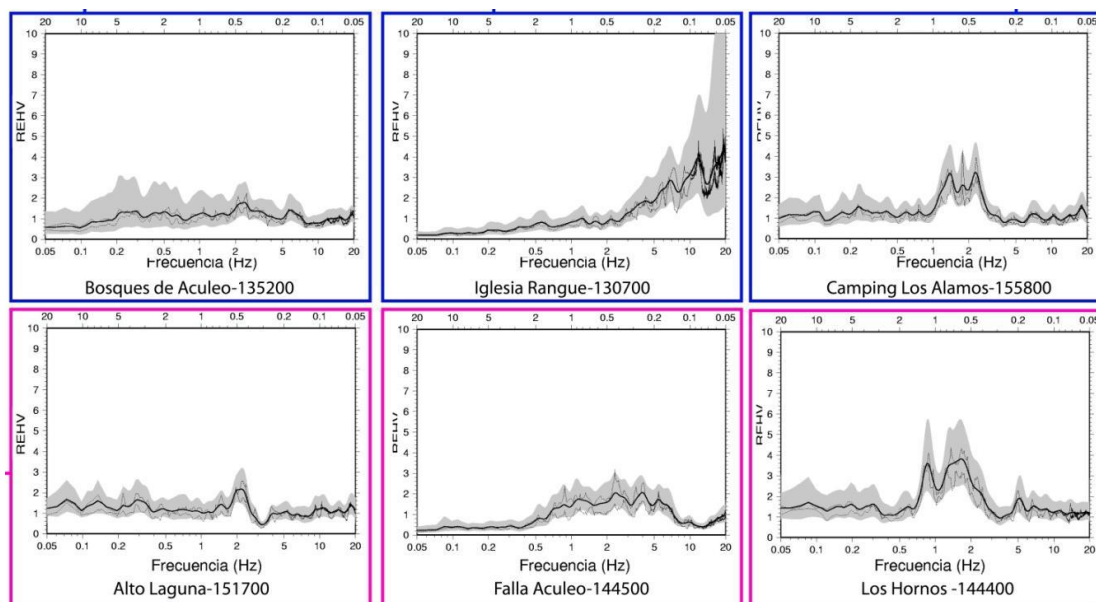 20 10 5 2 1 0.5 0.2 0.1 0.05
10
9
8
7
6
5
4
3
2
1
0
REHV
0.05 0.1 0.2 0.5 1 2 5 10 20
Frecuencia (Hz)
Bosques de Aculeo-135200
20 10 5 2 1 0.5 0.2 0.1 0.05
10
9
8
7
6
5
4
3
2
1
0
REHV
0.05 0.1 0.2 0.5 1 2 5 10 20
Frecuencia (Hz)
Iglesia Rangue-130700
20 10 5 2 1 0.5 0.2 0.1 0.05
10
9
8
7
6
5
4
3
2
1
0
REHV
0.05 0.1 0.2 0.5 1 2 5 10 20
Frecuencia (Hz)
Camping Los Alamos-155800
20 10 5 2 1 0.5 0.2 0.1 0.05
10
9
8
7
6
5
4
3
2
1
0
REHV
0.05 0.1 0.2 0.5 1 2 5 10 20
Frecuencia (Hz)
Alto Laguna-151700
20 10 5 2 1 0.5 0.2 0.1 0.05
10
9
8
7
6
5
4
3
2
1
0
REHV
0.05 0.1 0.2 0.5 1 2 5 10 20
Frecuencia (Hz)
Falla Aculeo-144500
20 10 5 2 1 0.5 0.2 0.1 0.05
10
9
8
7
6
5
4
3
2
1
0
REHV
0.05 0.1 0.2 0.5 1 2 5 10 20
Frecuencia (Hz)
Los Hornos -144400